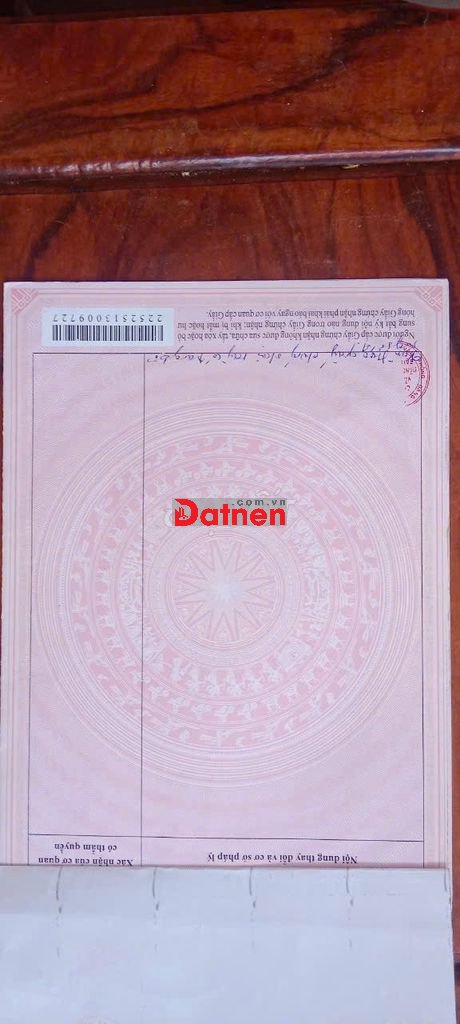 Nội dung thay đổi và cơ sở pháp lý
Xác nhận của cơ quan
có thẩm quyền
Người được cấp Giấy chứng nhận không được sửa chữa, tẩy xóa hoặc bổ
sung bất kỳ nội dung nào trong Giấy chứng nhận; khi bị mất hoặc hư
hỏng Giấy chứng nhận phải khai báo ngay với cơ quan cấp Giấy.
2252513009727
.com.vn
Datnen